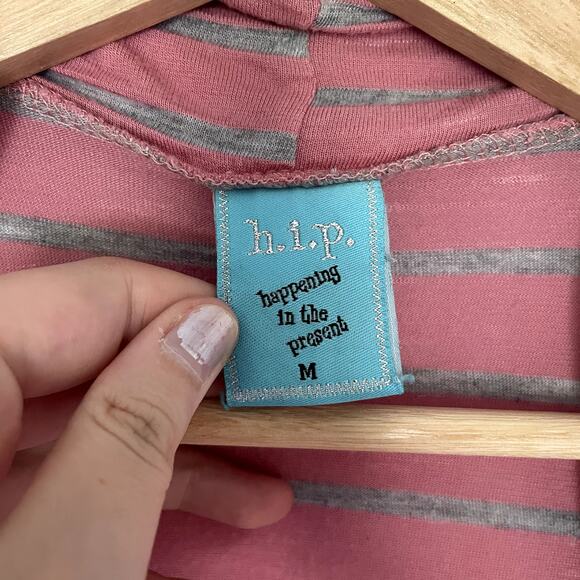 h.i.p.
happening
in the
present
M